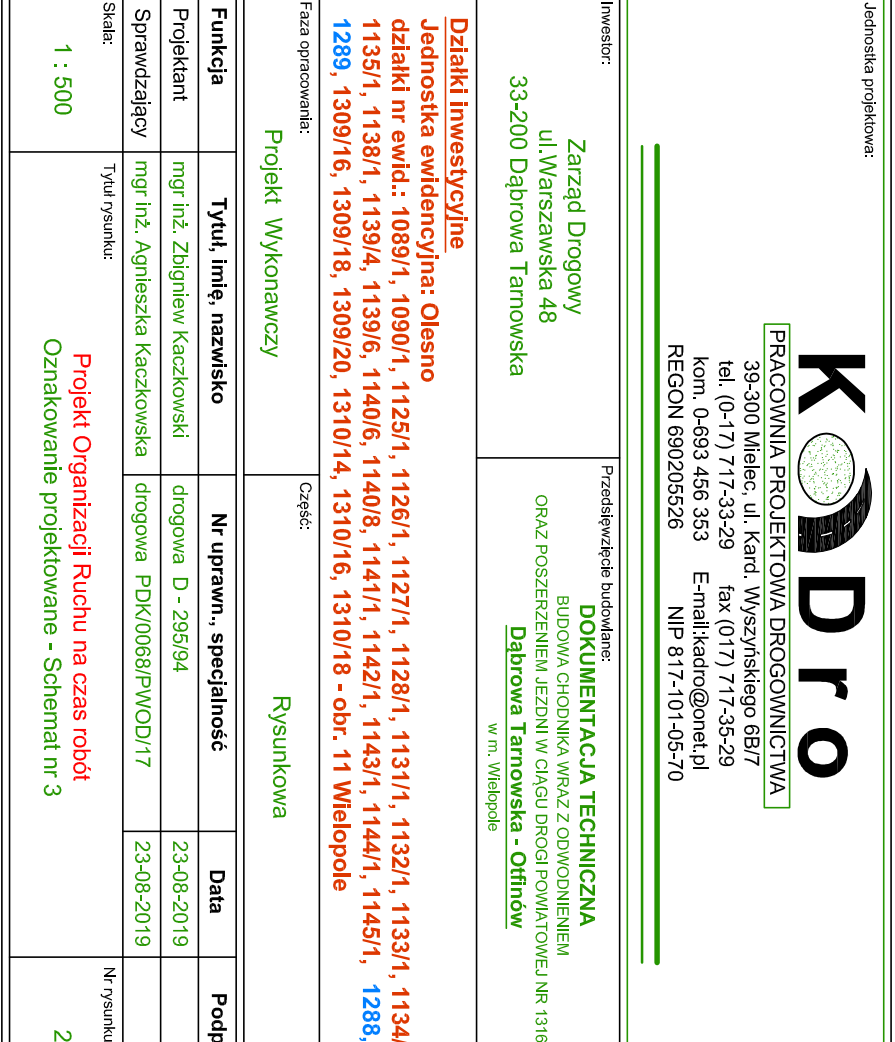 Jednostka projektowa:
KaDro
PRACOWNIA PROJEKTOWA DROGOWNICTWA
39-300 Mielec, ul. Kard. Wyszyńskiego 6B/7
tel. (0-17) 717-33-29 fax (017) 717-35-29
kom. 0-693 456 353 E-mail:kadro@onet.pl
REGON 690205526 NIP 817-101-05-70
Inwestor:
Zarząd Drogowy
ul.Warszawska 48
33-200 Dąbrowa Tarnowska
Przedsięwzięcie budowlane:
DOKUMENTACJA TECHNICZNA
BUDOWA CHODNIKA WRAZ Z ODWODNIENIEM
ORAZ POSZERZENIEM JEZDNI W CIĄGU DROGI POWIATOWEJ NR 1316
Dąbrowa Tarnowska - Otfinów
w m. Wielopole
Działki inwestycyjne
Jednostka ewidencyjna: Olesno
działki nr ewid.: 1089/1, 1090/1, 1125/1, 1126/1, 1127/1, 1128/1, 1131/1, 1132/1, 1133/1, 1134/
1135/1, 1138/1, 1139/4, 1139/6, 1140/6, 1140/8, 1141/1, 1142/1, 1143/1, 1144/1, 1145/1, 1288,
1289, 1309/16, 1309/18, 1309/20, 1310/14, 1310/16, 1310/18 - obr. 11 Wielopole
Faza opracowania:
Projekt Wykonawczy
Część:
Rysunkowa
Funkcja Tytuł, imię, nazwisko Nr uprawn., specjalność Data Podp
Projektant mgr inż. Zbigniew Kaczkowski drogowa D - 295/94 23-08-2019
Sprawdzający mgr inż. Agnieszka Kaczkowska drogowa PDK/0068/PWOD/17 23-08-2019
Skala:
1 : 500
Tytuł rysunku:
Projekt Organizacji Ruchu na czas robót
Oznakowanie projektowane - Schemat nr 3
Nr rysunku
2